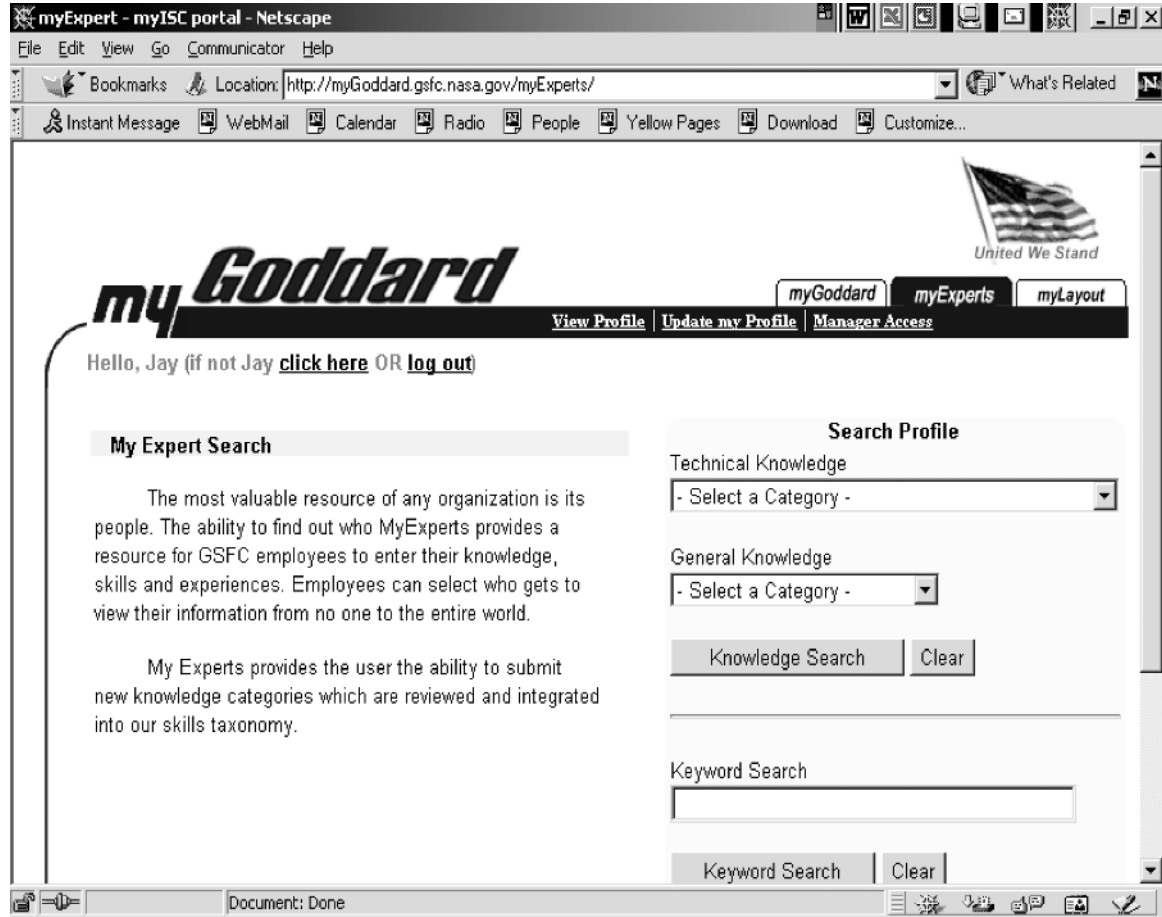 myExpert - myISC portal - Netscape
File Edit View Go Communicator Help
Bookmarks Location: http://myGoddard.gsfc.nasa.gov/myExperts/ What's Related N
Instant Message WebMail Calendar Radio People Yellow Pages Download Customize...
United We Stand
my Goddard
myGoddard myExperts myLayout
View Profile | Update my Profile | Manager Access
Hello, Jay (if not Jay click here OR log out)
My Expert Search
The most valuable resource of any organization is its
people. The ability to find out who MyExperts provides a
resource for GSFC employees to enter their knowledge,
skills and experiences. Employees can select who gets to
view their information from no one to the entire world.
My Experts provides the user the ability to submit
new knowledge categories which are reviewed and integrated
into our skills taxonomy.
Search Profile
Technical Knowledge
- Select a Category -
General Knowledge
- Select a Category -
Knowledge Search Clear
Keyword Search
Keyword Search Clear
Document: Done